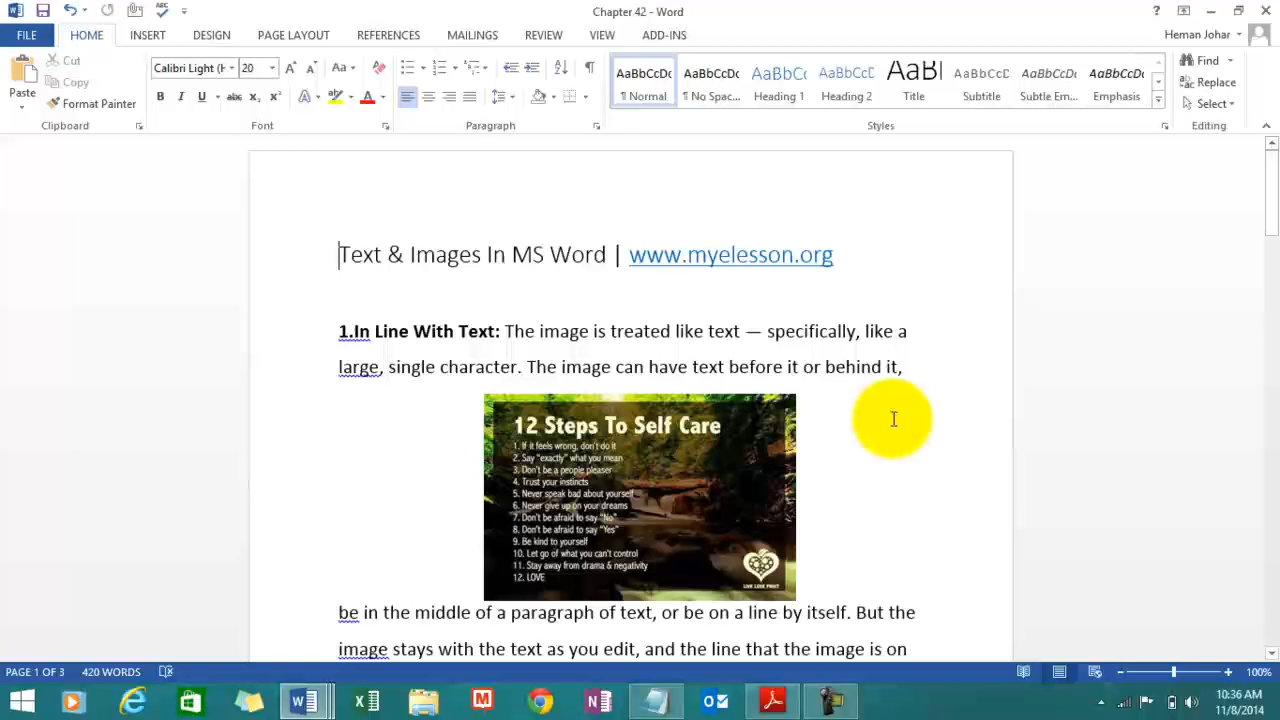 Chapter 42 - Word
FILE HOME INSERT DESIGN PAGE LAYOUT REFERENCES MAILINGS REVIEW VIEW ADD-INS Heman Johar
Paste
Cut
Copy
Format Painter
Calibri Light (H 20
AaBbCcDc AaBbCcDc AaBbCc AaBbCcD AaBl AaBbCcD AaBbCcDc AaBbCcDc
¶ Normal ¶ No Spac... Heading 1 Heading 2 Title Subtitle Subtle Em... Emphasis
Find
Replace
Select
Clipboard Font Paragraph Styles Editing
Text & Images In MS Word | www.myelesson.org
1.In Line With Text: The image is treated like text — specifically, like a
large, single character. The image can have text before it or behind it,
12 Steps To Self Care
1. If it feels wrong, don't do it
2. Say "exactly" what you mean
3. Don't be a people pleaser
4. Trust your instincts
5. Never speak bad about yourself
6. Never give up on your dreams
7. Don't be afraid to say "No"
8. Don't be afraid to say "Yes"
9. Be kind to yourself
10. Let go of what you can't control
11. Stay away from drama & negativity
12. LOVE
LIVE LOVE PRINT
be in the middle of a paragraph of text, or be on a line by itself. But the
image stays with the text as you edit, and the line that the image is on
PAGE 1 OF 3 420 WORDS 100%
10:36 AM
11/8/2014